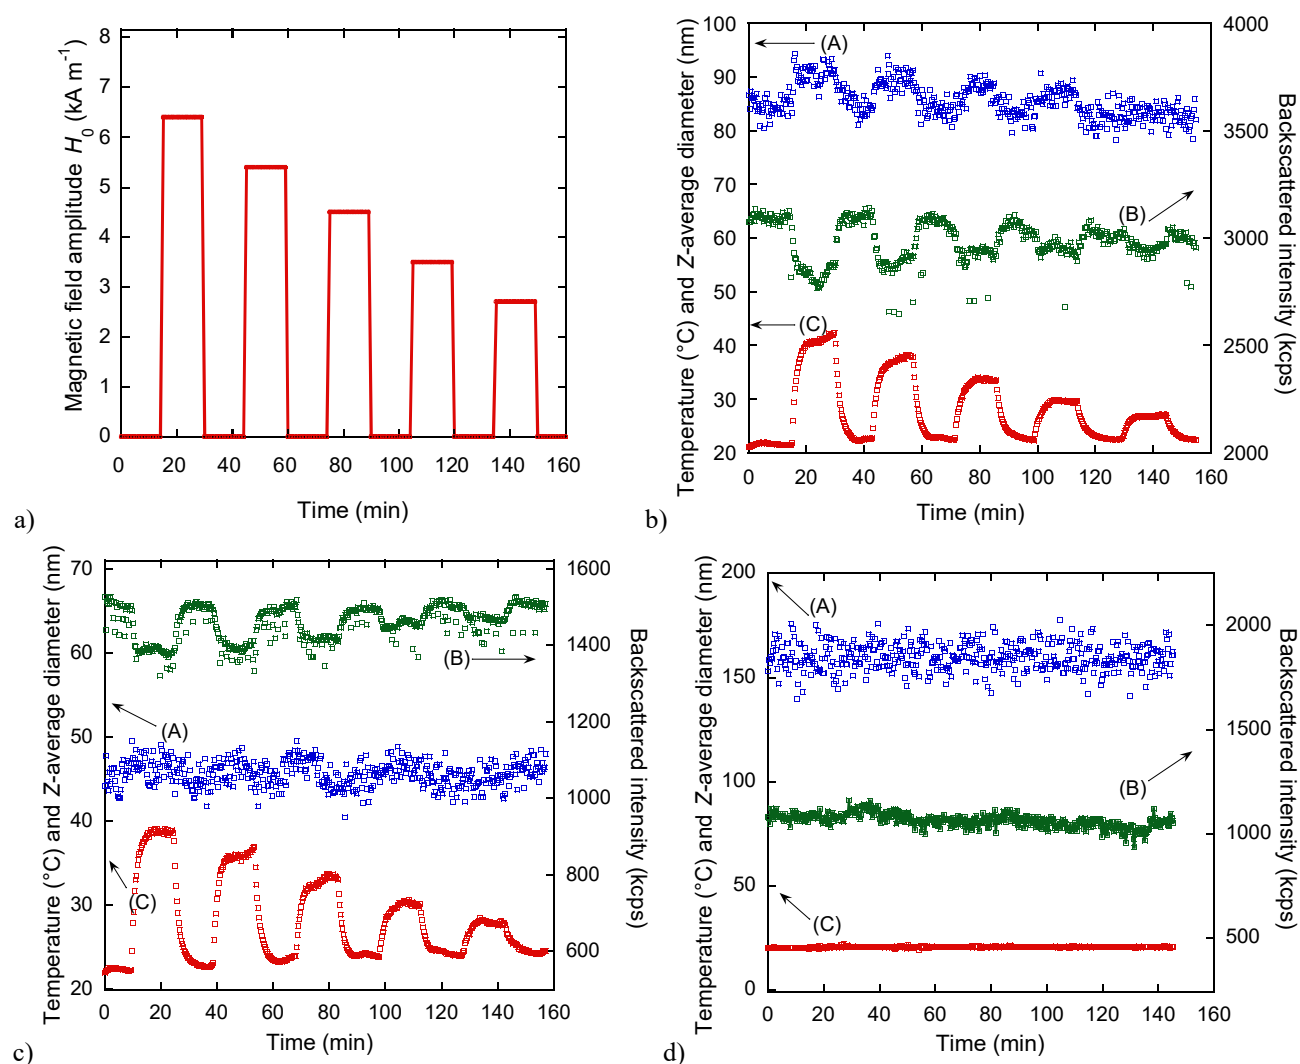 Magnetic field amplitude H0 (kA m−1)
8
7
6
5
4
3
2
1
0
0 20 40 60 80 100 120 140 160
Time (min)
a)
Temperature (°C) and Z-average diameter (nm)
100
90
80
70
60
50
40
30
20
(A)
(B)
(C)
4000
3500
3000
2500
2000
Backscattered intensity (kcps)
0 20 40 60 80 100 120 140 160
Time (min)
b)
Temperature (°C) and Z-average diameter (nm)
70
60
50
40
30
20
(B)
(A)
(C)
1600
1400
1200
1000
800
600
Backscattered intensity (kcps)
0 20 40 60 80 100 120 140 160
Time (min)
c)
Temperature (°C) and Z-average diameter (nm)
200
150
100
50
0
(A)
(B)
(C)
2000
1500
1000
450
Backscattered intensity (kcps)
0 20 40 60 80 100 120 140 160
Time (min)
d)